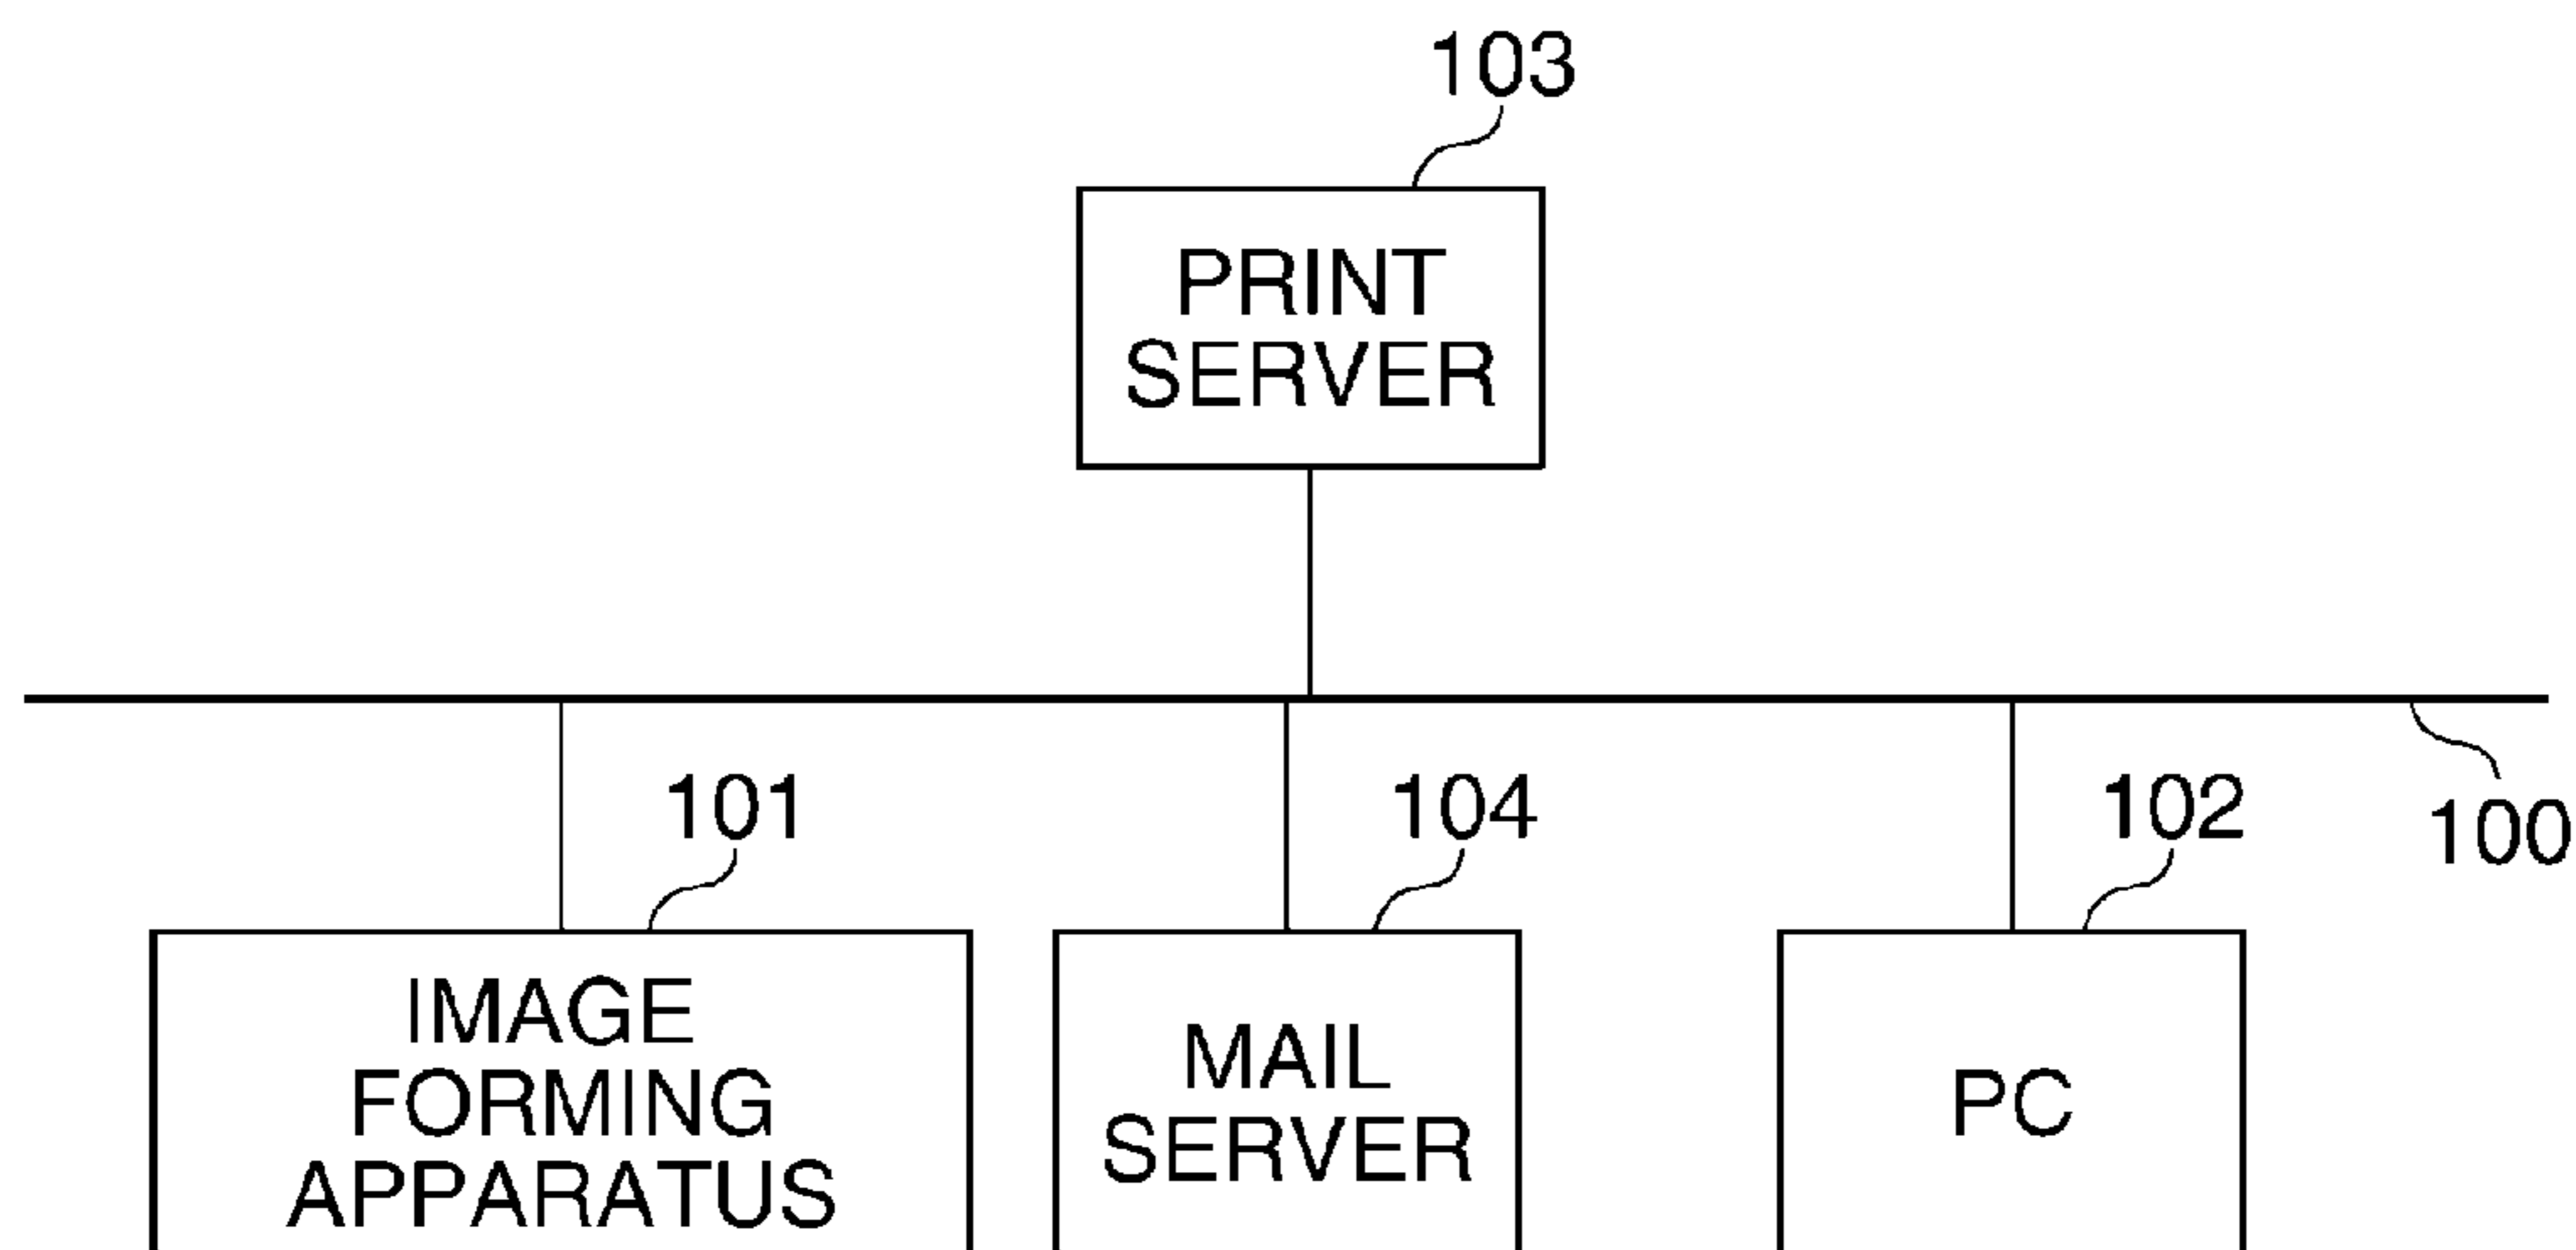 103
PRINT
SERVER
101
104
102
100
IMAGE
FORMING
APPARATUS
MAIL
SERVER
PC